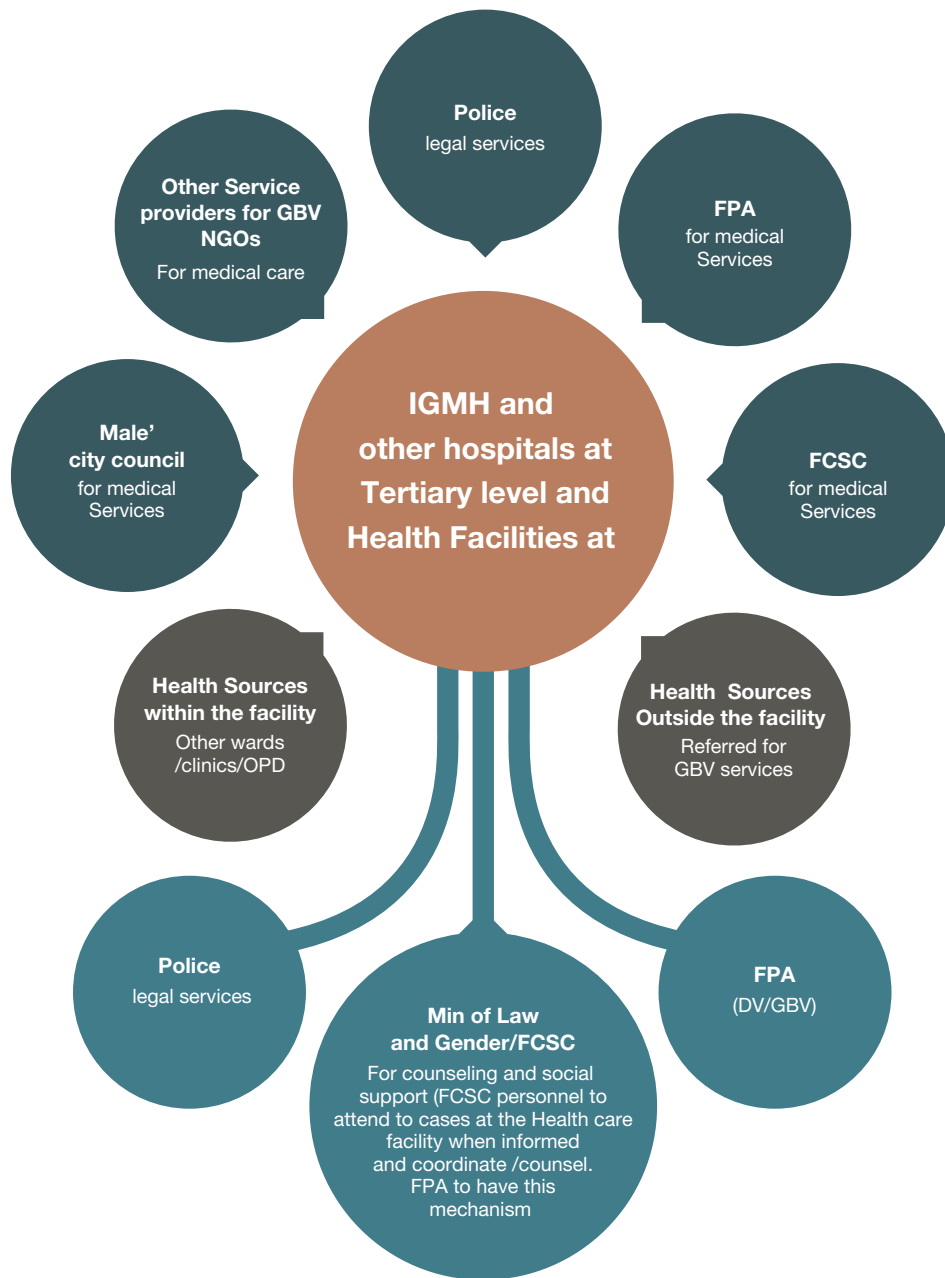 Police
legal services
Other Service
providers for GBV
NGOs
For medical care
FPA
for medical
Services
Male’
city council
for medical
Services
IGMH and
other hospitals at
Tertiary level and
Health Facilities at
FCSC
for medical
Services
Health Sources
within the facility
Other wards
/clinics/OPD
Health Sources
Outside the facility
Referred for
GBV services
Police
legal services
Min of Law
and Gender/FCSC
For counseling and social
support (FCSC personnel to
attend to cases at the Health care
facility when informed
and coordinate /counsel.
FPA to have this
mechanism
FPA
(DV/GBV)